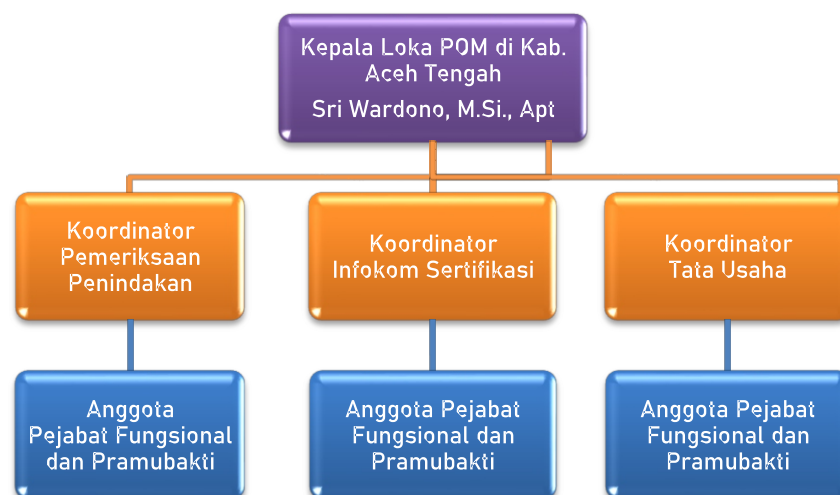 Kepala Loka POM di Kab.
Aceh Tengah
Sri Wardono, M.Si., Apt
Koordinator
Pemeriksaan
Penindakan
Koordinator
Infokom Sertifikasi
Koordinator
Tata Usaha
Anggota
Pejabat Fungsional
dan Pramubakti
Anggota Pejabat
Fungsional dan
Pramubakti
Anggota Pejabat
Fungsional dan
Pramubakti